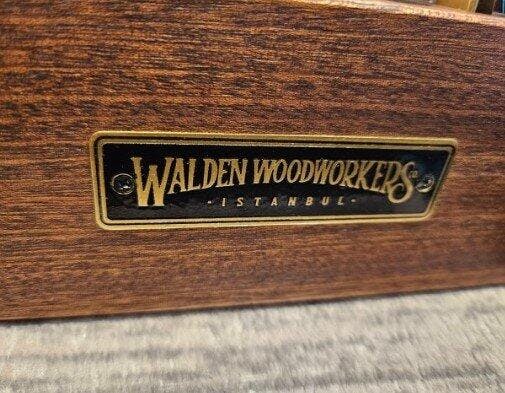 WALDEN WOODWORKERS Co
· ISTANBUL ·